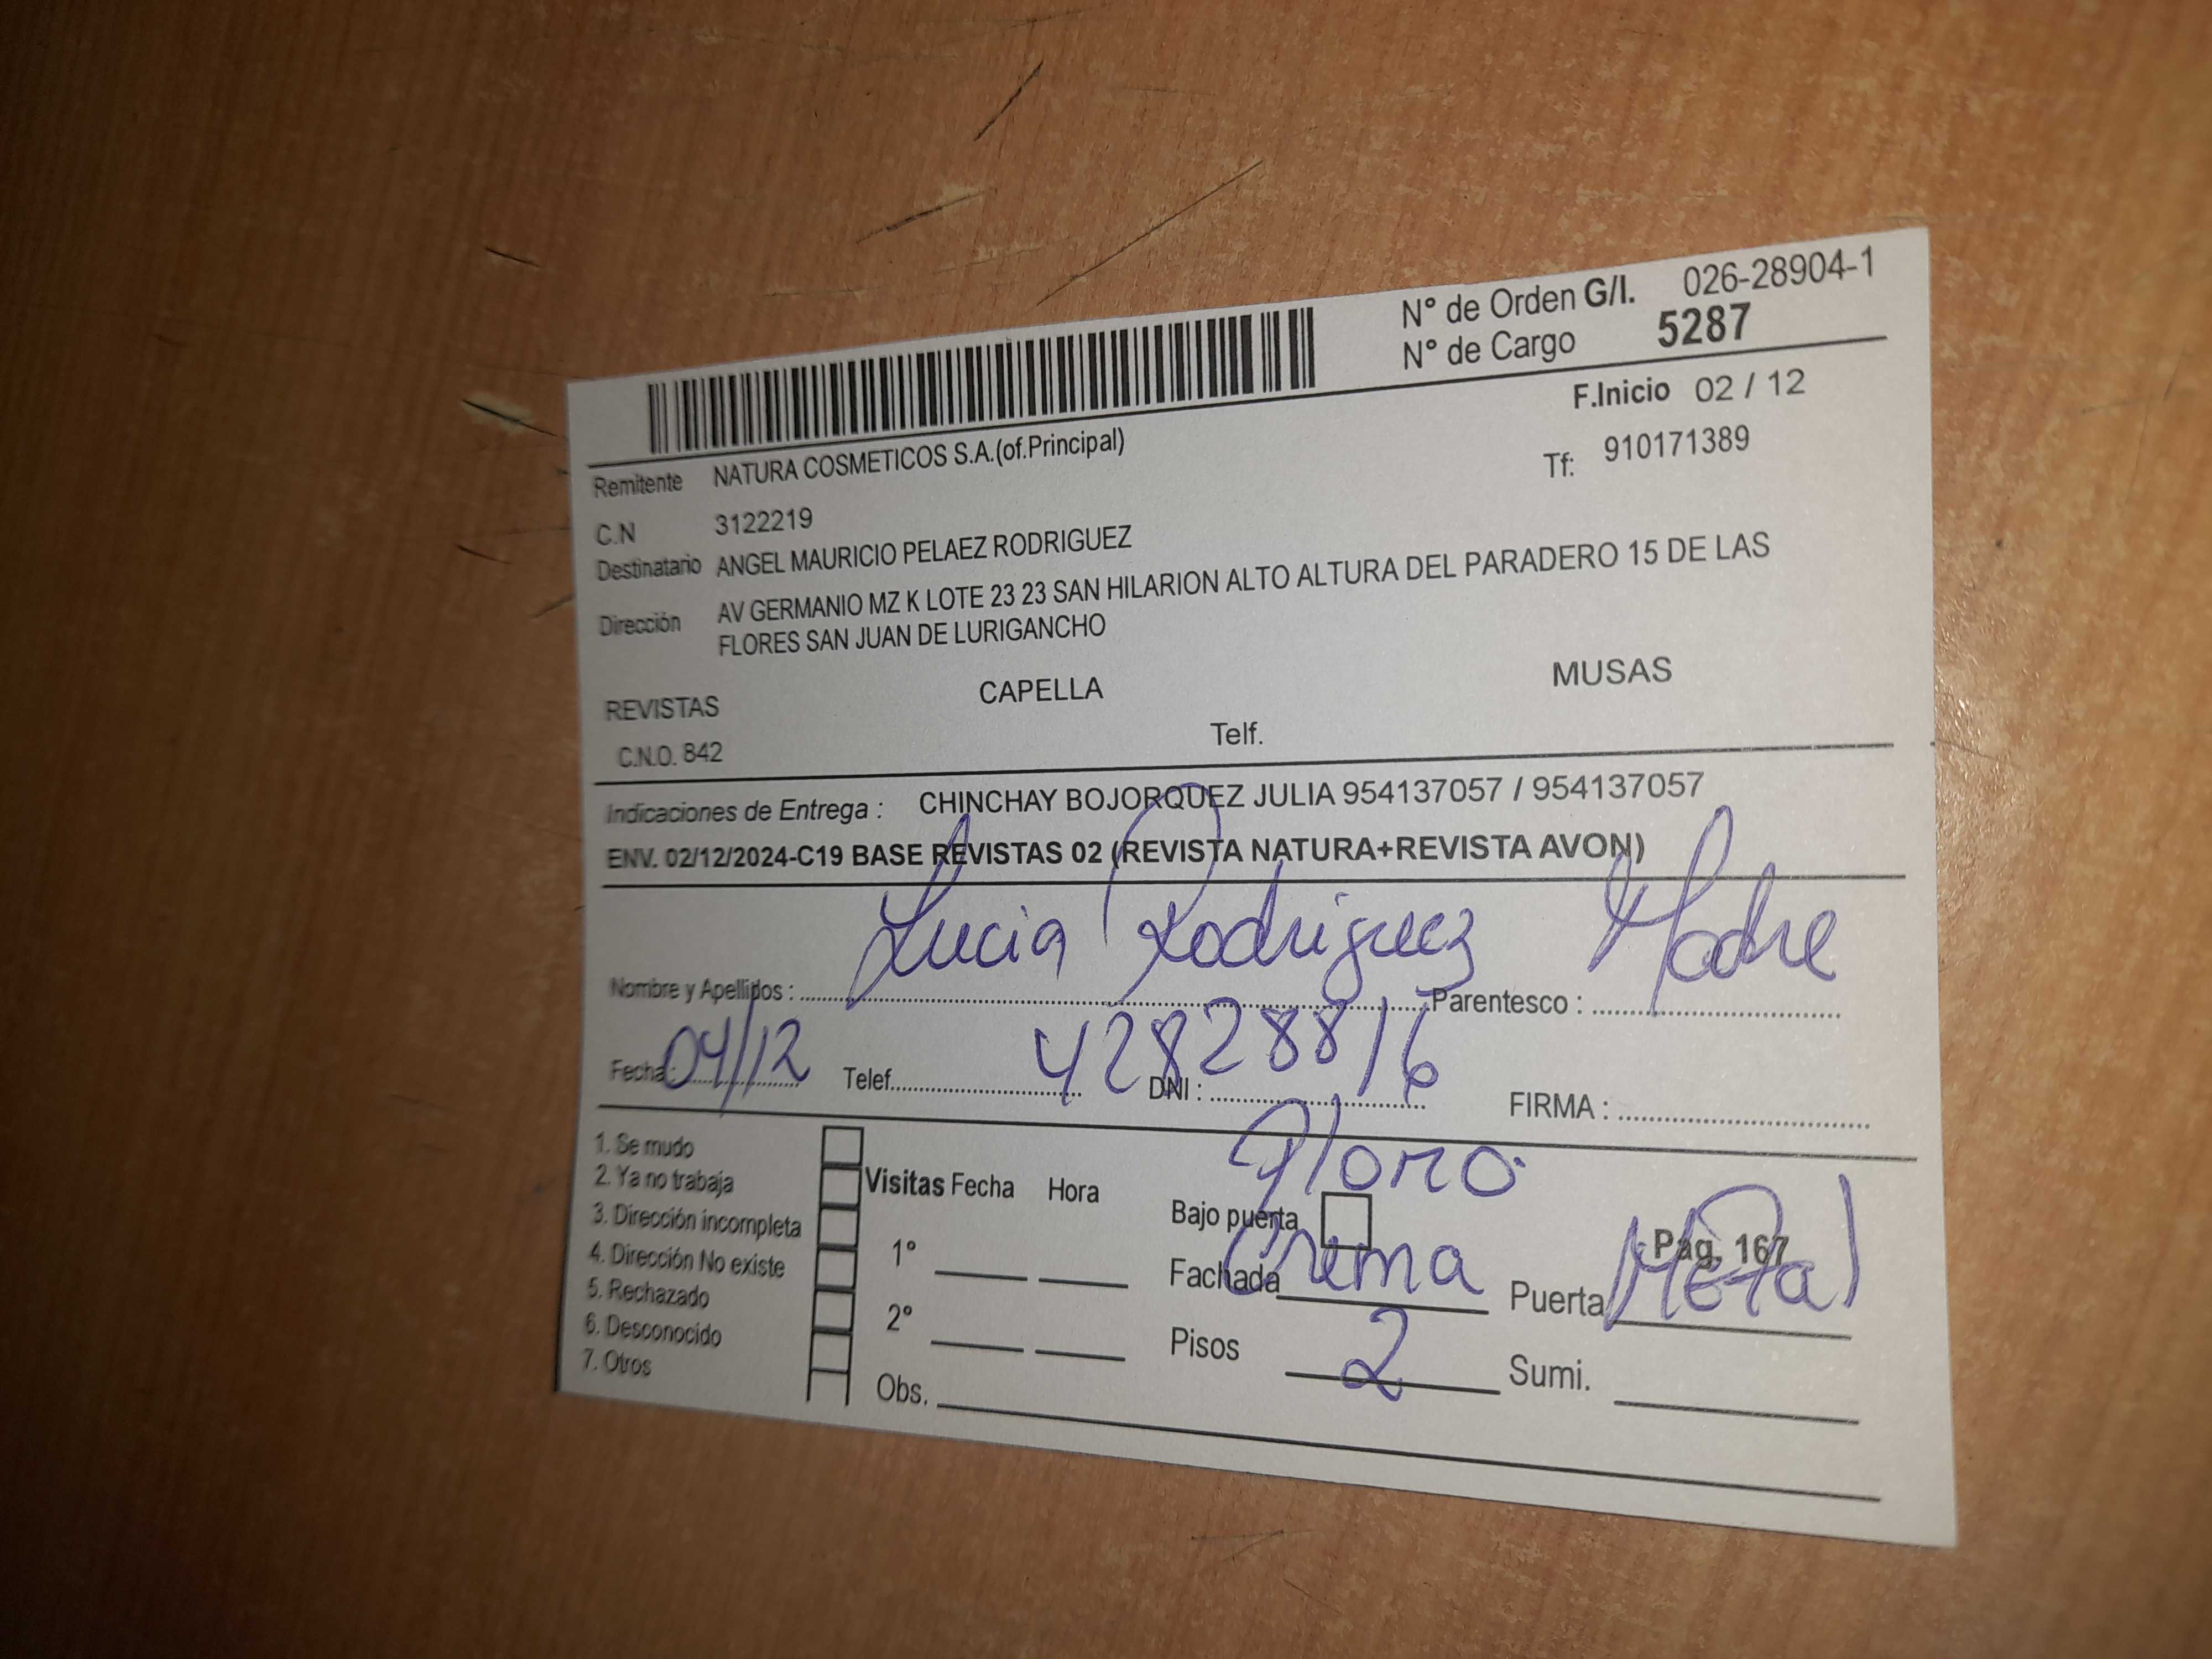 N° de Orden G/I. 026-28904-1
N° de Cargo 5287
F.Inicio 02 / 12
Remitente NATURA COSMETICOS S.A.(of.Principal)
Tf: 910171389
C.N 3122219
Destinatario ANGEL MAURICIO PELAEZ RODRIGUEZ
Dirección AV GERMANIO MZ K LOTE 23 23 SAN HILARION ALTO ALTURA DEL PARADERO 15 DE LAS
FLORES SAN JUAN DE LURIGANCHO
REVISTAS CAPELLA MUSAS
C.N.O. 842 Telf.
Indicaciones de Entrega : CHINCHAY BOJORQUEZ JULIA 954137057 / 954137057
ENV. 02/12/2024-C19 BASE REVISTAS 02 (REVISTA NATURA+REVISTA AVON)
Nombre y Apellidos : Lucia Rodriguez Parentesco : Madre
Fecha: 04/12 Telef. DNI : 42828816 FIRMA :
1. Se mudo
2. Ya no trabaja
3. Dirección incompleta
4. Dirección No existe
5. Rechazado
6. Desconocido
7. Otros
Visitas Fecha Hora
1°
2°
Obs.
Bajo puerta
Pag. 167
Fachada Crema Puerta Metal
Pisos 2 Sumi.